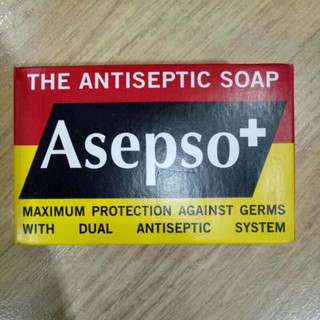 THE ANTISEPTIC SOAP
Asepso+
MAXIMUM PROTECTION AGAINST GERMS
WITH DUAL ANTISEPTIC SYSTEM